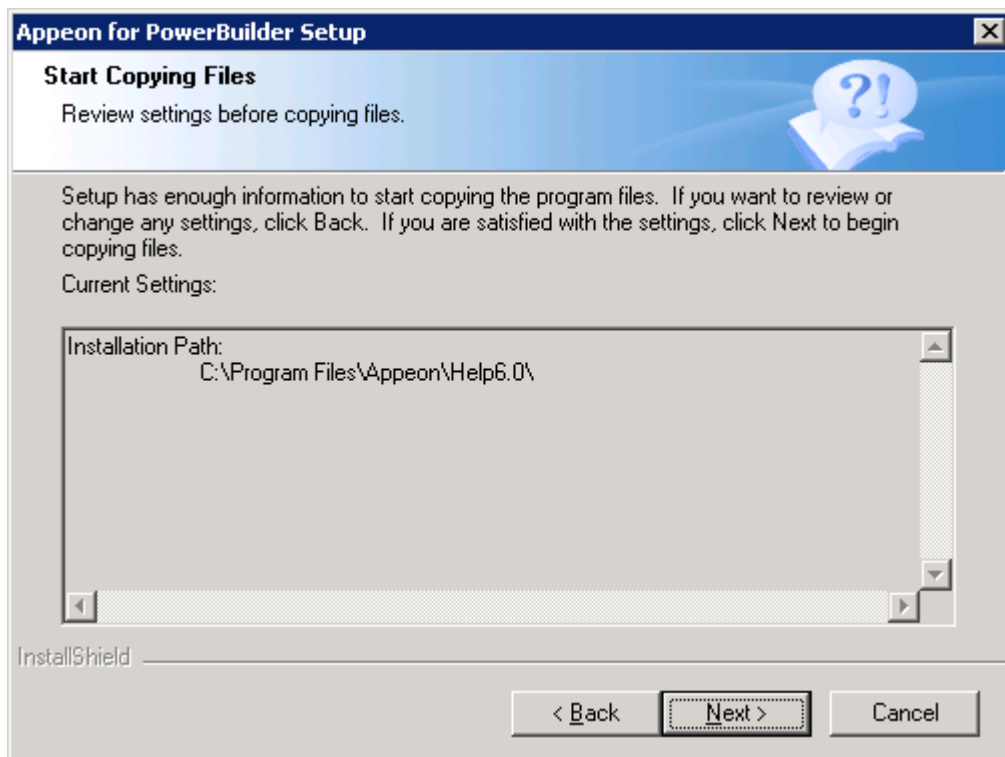 Appeon for PowerBuilder Setup
Start Copying Files
Review settings before copying files.
?!
Setup has enough information to start copying the program files.  If you want to review or
change any settings, click Back.  If you are satisfied with the settings, click Next to begin
copying files.
Current Settings:
Installation Path:
C:\Program Files\Appeon\Help6.0\
InstallShield
< Back
Next >
Cancel